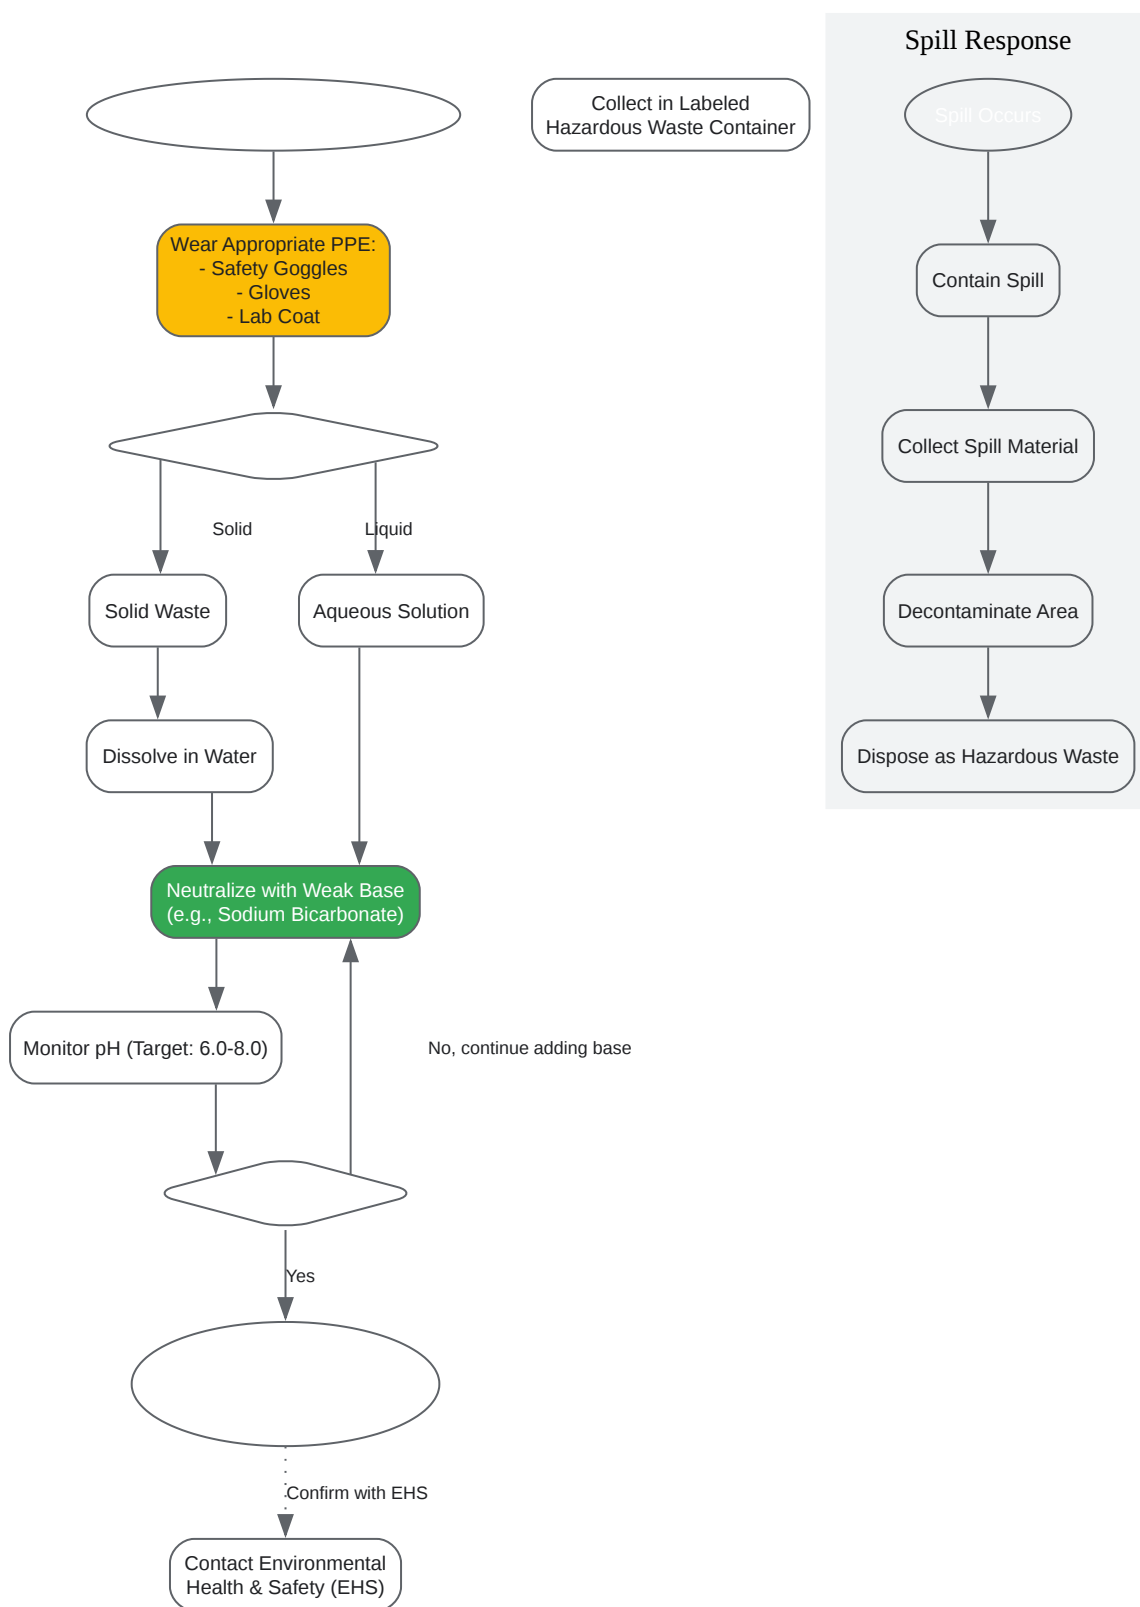 Spill Response
Spill Occurs
Collect in Labeled
Hazardous Waste Container
Wear Appropriate PPE:
- Safety Goggles
- Gloves
- Lab Coat
Contain Spill
Collect Spill Material
Solid
Liquid
Solid Waste
Aqueous Solution
Decontaminate Area
Dissolve in Water
Dispose as Hazardous Waste
Neutralize with Weak Base
(e.g., Sodium Bicarbonate)
Monitor pH (Target: 6.0-8.0)
No, continue adding base
Yes
Confirm with EHS
Contact Environmental
Health & Safety (EHS)